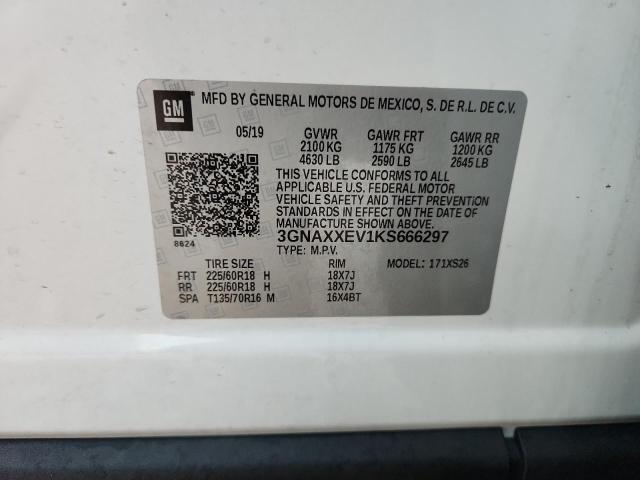 GM MFD BY GENERAL MOTORS DE MEXICO, S. DE R.L. DE C.V.
05/19 GVWR GAWR FRT GAWR RR
2100 KG 1175 KG 1200 KG
4630 LB 2590 LB 2645 LB
THIS VEHICLE CONFORMS TO ALL
APPLICABLE U.S. FEDERAL MOTOR
VEHICLE SAFETY AND THEFT PREVENTION
STANDARDS IN EFFECT ON THE DATE OF
MANUFACTURE SHOWN ABOVE.
3GNAXXEV1KS666297
8624 TYPE: M.P.V.
TIRE SIZE RIM MODEL: 171XS26
FRT 225/60R18 H 18X7J
RR 225/60R18 H 18X7J
SPA T135/70R16 M 16X4BT